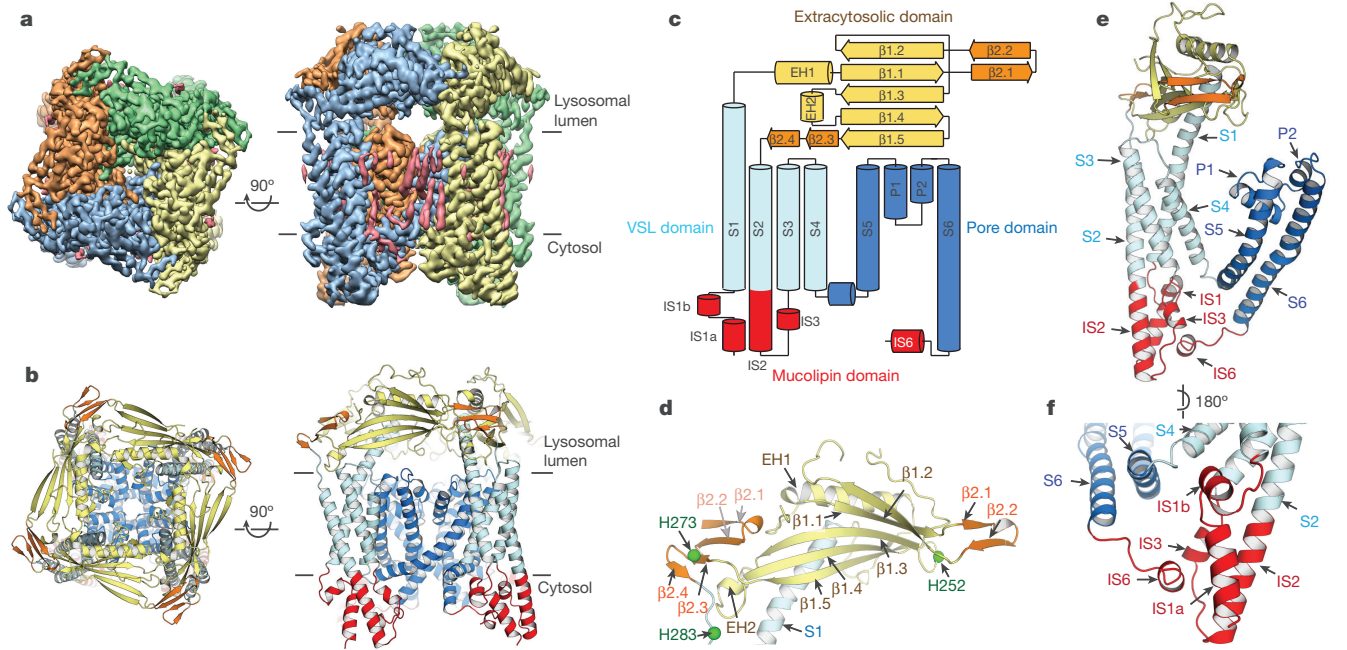 a
Lysosomal
lumen
90°
Cytosol
b
Lysosomal
lumen
90°
Cytosol
c
Extracytosolic domain
β1.2
β2.2
EH1
β1.1
β2.1
β1.3
EH2
β1.4
β2.4
β2.3
β1.5
VSL domain
S1
S2
S3
S4
S5
P1
P2
S6
Pore domain
IS1b
IS1a
IS3
IS6
IS2
Mucolipin domain
d
EH1
β1.2
β2.1
β2.2
β2.1
β2.2
H273
β1.1
β1.3
H252
β2.4
β2.3
β1.4
β1.5
EH2
H283
S1
e
S1
P2
S3
P1
S4
S2
S5
IS1
S6
IS2
IS3
IS6
180°
f
S5
S4
S6
IS1b
S2
IS3
IS6
IS2
IS1a